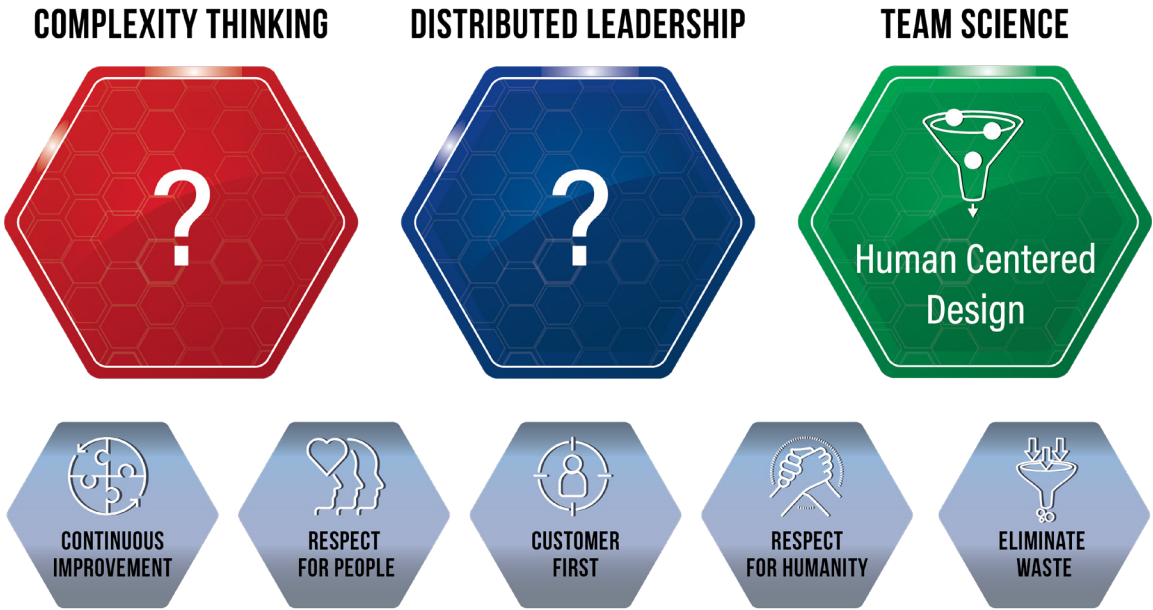 COMPLEXITY THINKING
DISTRIBUTED LEADERSHIP
TEAM SCIENCE
?
?
Human Centered
Design
CONTINUOUS
IMPROVEMENT
RESPECT
FOR PEOPLE
CUSTOMER
FIRST
RESPECT
FOR HUMANITY
ELIMINATE
WASTE